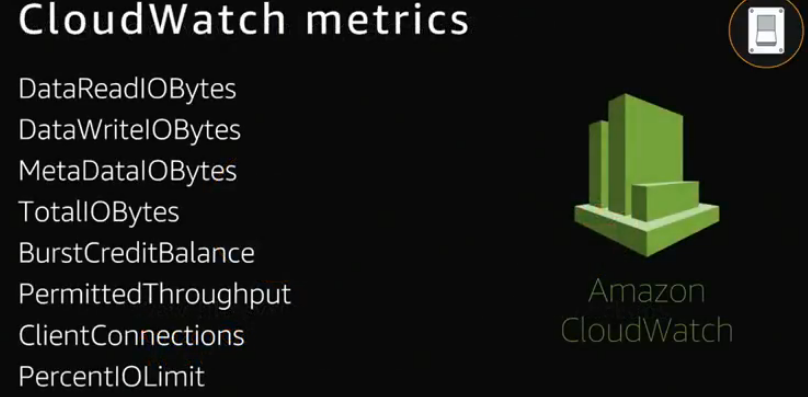 CloudWatch metrics
DataReadIOBytes
DataWriteIOBytes
MetaDataIOBytes
TotalIOBytes
BurstCreditBalance
PermittedThroughput
ClientConnections
PercentIOLimit
Amazon
CloudWatch